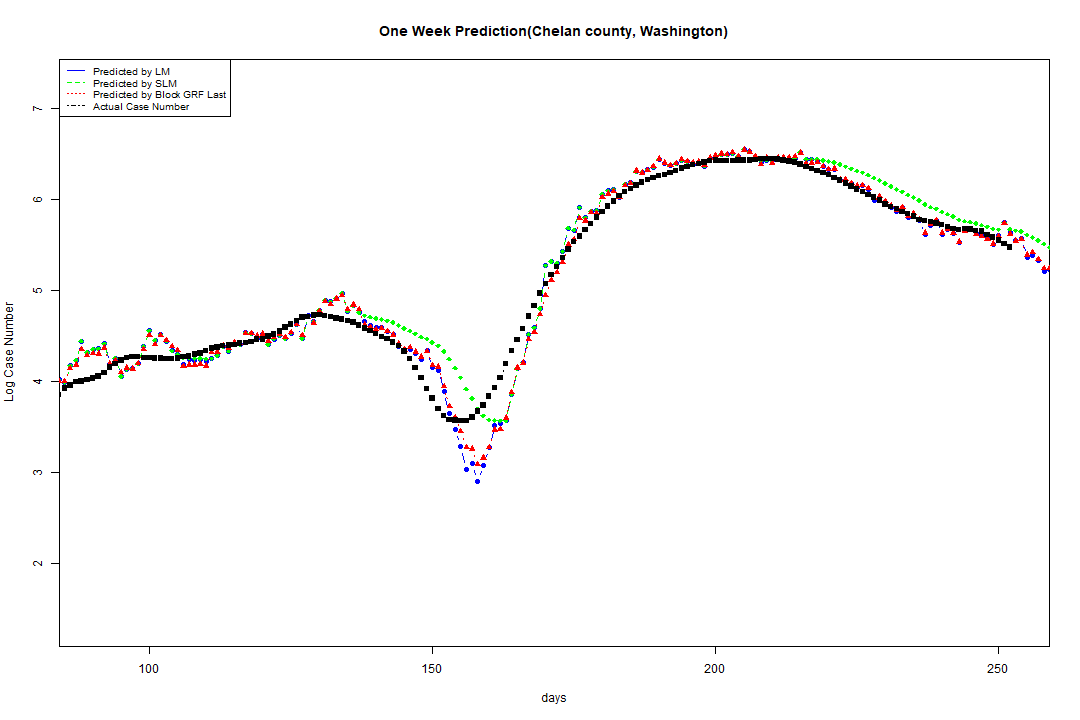 One Week Prediction(Chelan county, Washington)
Predicted by LM
Predicted by SLM
Predicted by Block GRF Last
Actual Case Number
7
6
5
4
3
2
Log Case Number
100
150
200
250
days